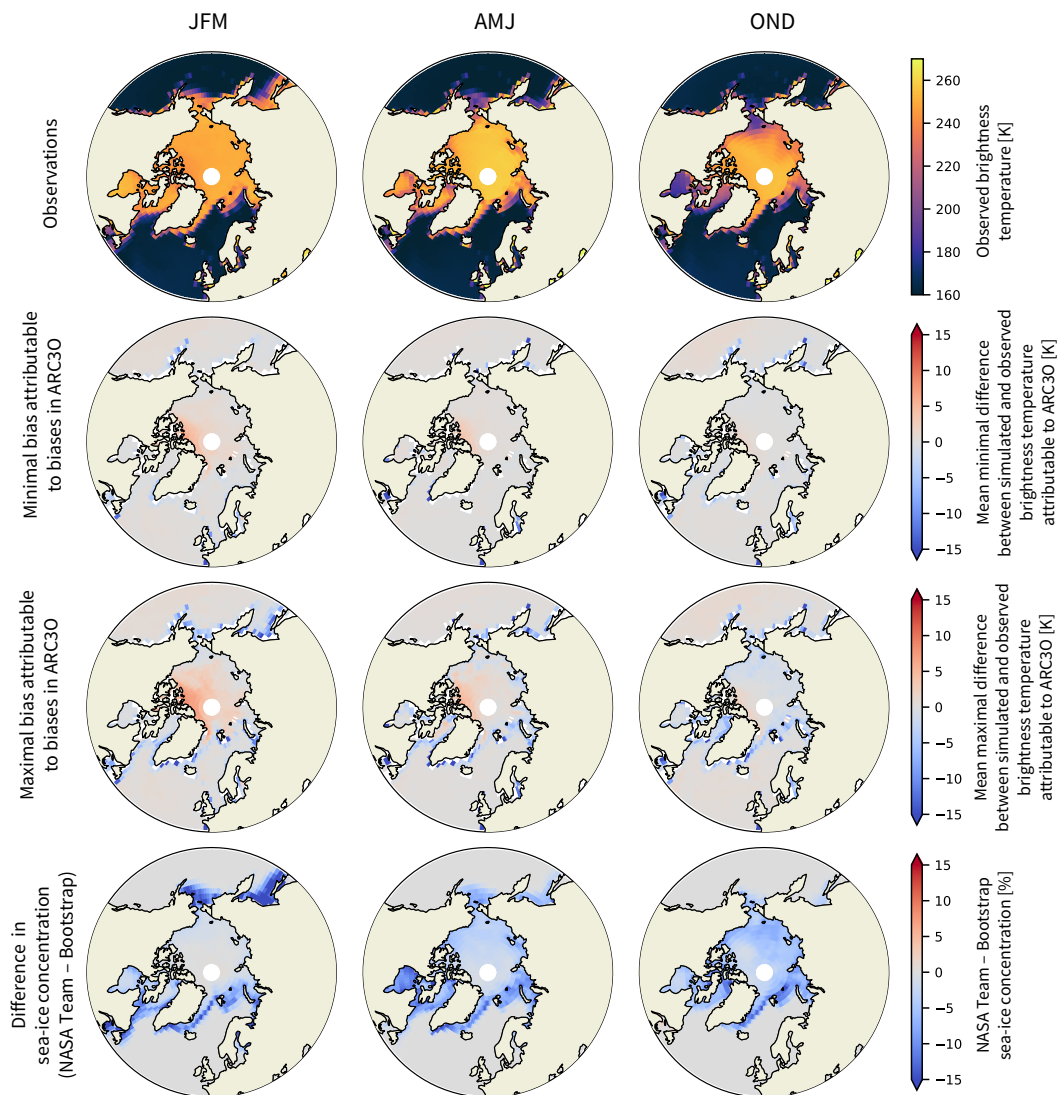 JFM
AMJ
OND
Observations
260
240
220
200
180
160
Observed brightness
temperature [K]
Minimal bias attributable
to biases in ARC3O
15
10
5
0
−5
−10
−15
Mean minimal difference
between simulated and observed
brightness temperature
attributable to ARC3O [K]
Maximal bias attributable
to biases in ARC3O
15
10
5
0
−5
−10
−15
Mean maximal difference
between simulated and observed
brightness temperature
attributable to ARC3O [K]
Difference in
sea-ice concentration
(NASA Team – Bootstrap)
15
10
5
0
−5
−10
−15
NASA Team – Bootstrap
sea-ice concentration [%]